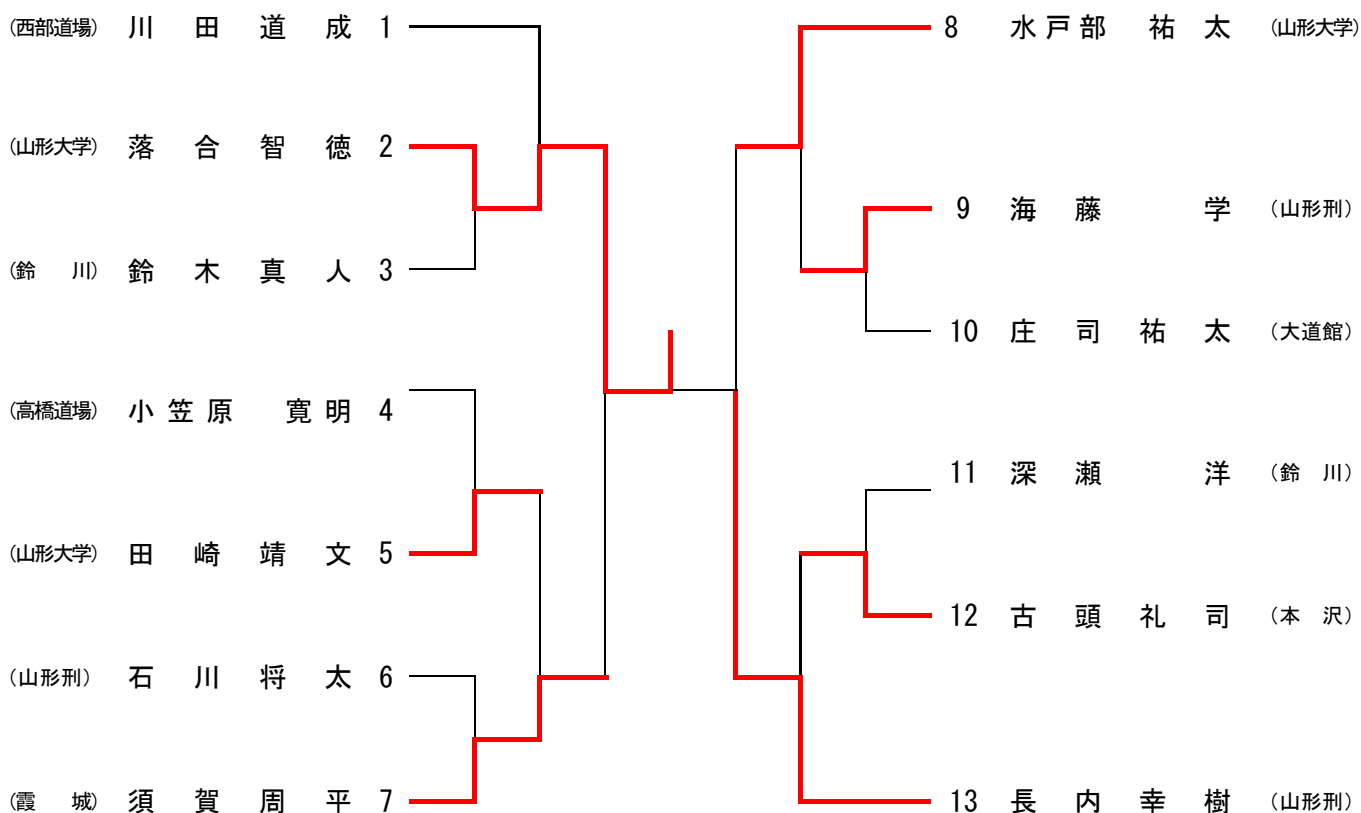 (西部道場) 川田道成 1
(山形大学) 落合智徳 2
(鈴川) 鈴木真人 3
(高橋道場) 小笠原 寛明 4
(山形大学) 田崎靖文 5
(山形刑) 石川将太 6
(霞城) 須賀周平 7
8 水戸部 祐太 (山形大学)
9 海藤 学 (山形刑)
10 庄司祐太 (大道館)
11 深瀬 洋 (鈴川)
12 古頭礼司 (本沢)
13 長内幸樹 (山形刑)